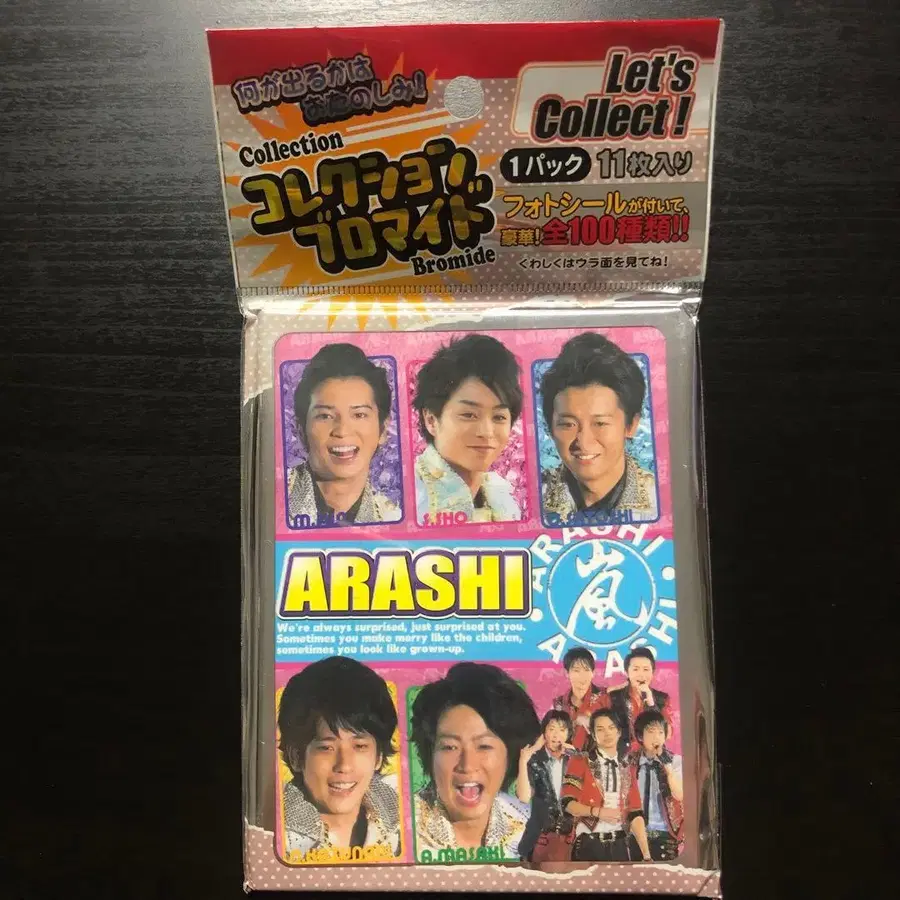 何が出るかは
おたのしみ!
Collection
コレクション
ブロマイド
Bromide
Let's
Collect!
1パック 11枚入り
フォトシールが付いて、
豪華!全100種類!!
くわしくはウラ面を見てね!
S.SHO
O.SATOSHI
ARASHI
ARASHI • ARASHI •
嵐
We're always surprised, just surprised at you.
Sometimes you make merry like the children,
sometimes you look like grown-up.
A.MASAKI